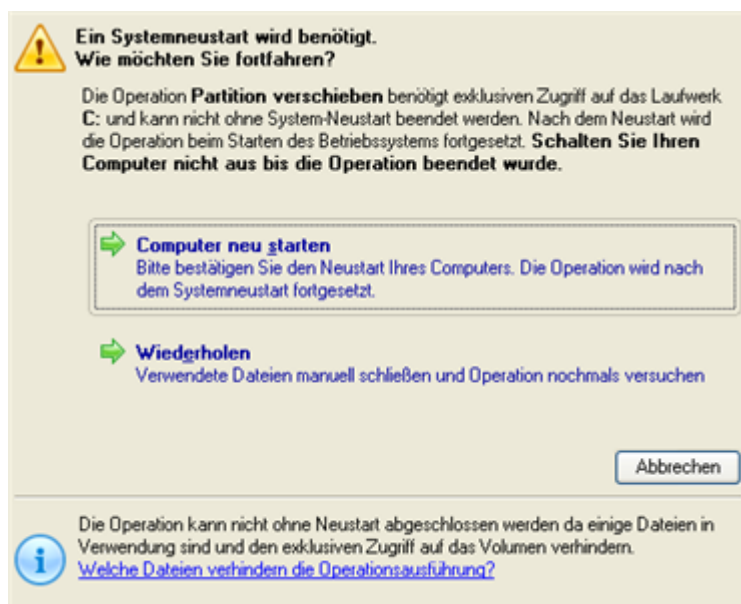 Ein Systemneustart wird benötigt.
Wie möchten Sie fortfahren?
Die Operation Partition verschieben benötigt exklusiven Zugriff auf das Laufwerk
C: und kann nicht ohne System-Neustart beendet werden. Nach dem Neustart wird
die Operation beim Starten des Betriebssystems fortgesetzt. Schalten Sie Ihren
Computer nicht aus bis die Operation beendet wurde.
Computer neu starten
Bitte bestätigen Sie den Neustart Ihres Computers. Die Operation wird nach
dem Systemneustart fortgesetzt.
Wiederholen
Verwendete Dateien manuell schließen und Operation nochmals versuchen
Abbrechen
Die Operation kann nicht ohne Neustart abgeschlossen werden da einige Dateien in
Verwendung sind und den exklusiven Zugriff auf das Volumen verhindern.
Welche Dateien verhindern die Operationsausführung?